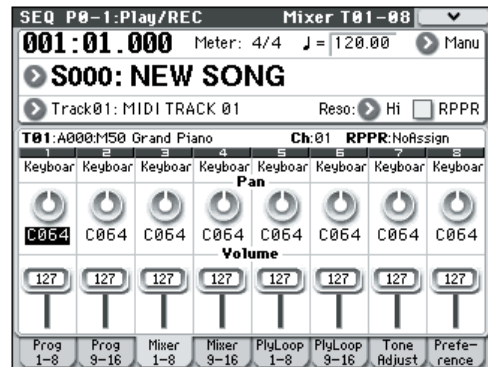 SEQ P0-1:Play/REC Mixer T01-08
001:01.000 Meter: 4/4 ♩= 120.00 Manu
S000: NEW SONG
Track01: MIDI TRACK 01 Reso: Hi RPPR
T01:A000:M50 Grand Piano Ch:01 RPPR:NoAssign
1 2 3 4 5 6 7 8
Keyboar Keyboar Keyboar Keyboar Keyboar Keyboar Keyboar Keyboar
Pan
C064 C064 C064 C064 C064 C064 C064 C064
Volume
127 127 127 127 127 127 127 127
Prog 1-8 Prog 9-16 Mixer 1-8 Mixer 9-16 PlyLoop 1-8 PlyLoop 9-16 Tone Adjust Prefe-rence